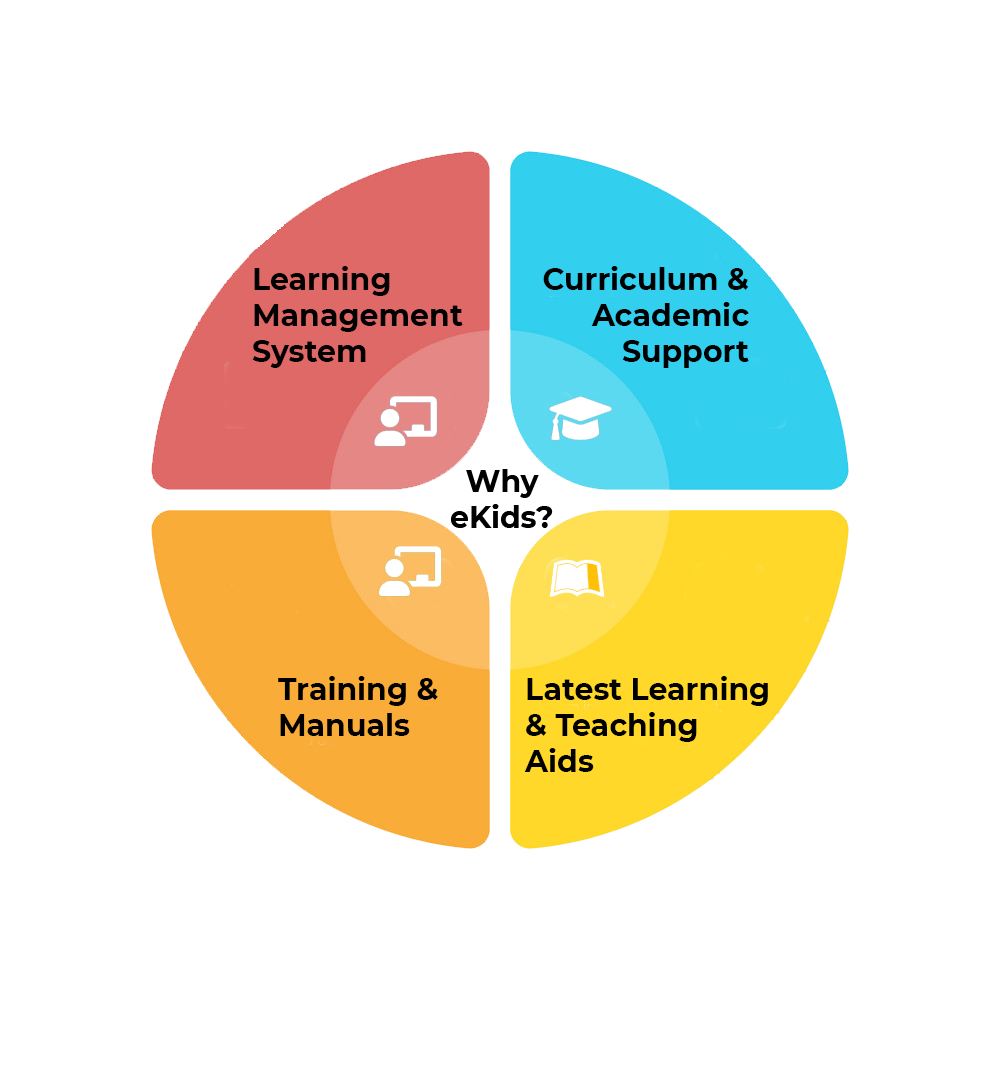 Learning
Management
System
Curriculum &
Academic
Support
Why
eKids?
Training &
Manuals
Latest Learning
& Teaching
Aids